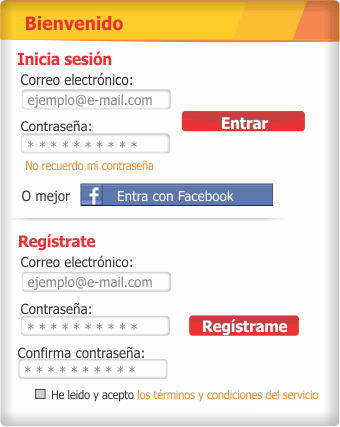 Bienvenido
Inicia sesión
Correo electrónico:
ejemplo@e-mail.com
Contraseña:
* * * * * * * * * *
Entrar
No recuerdo mi contraseña
O mejor
f Entra con Facebook
Regístrate
Correo electrónico:
ejemplo@e-mail.com
Contraseña:
* * * * * * * * * *
Regístrame
Confirma contraseña:
* * * * * * * * * *
He leido y acepto los términos y condiciones del servicio